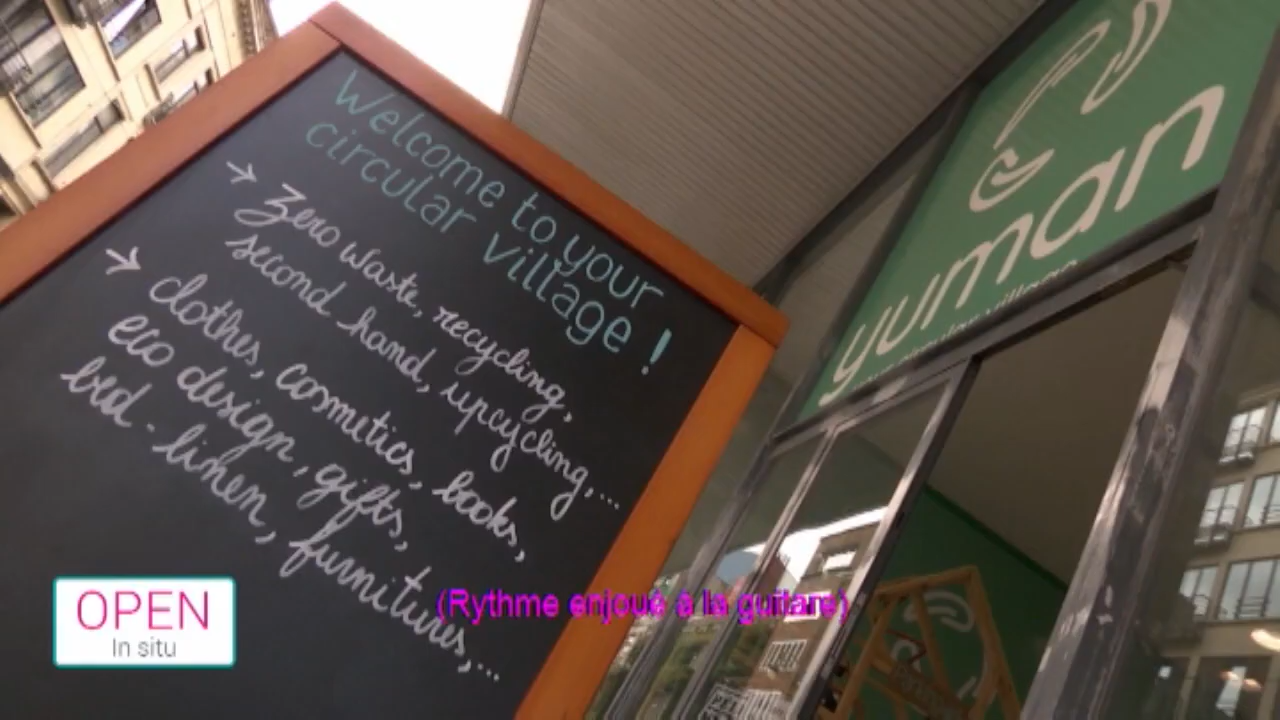 Welcome to your
circular village !
→ Zero waste, recycling,
second hand, upcycling,...
→ clothes, cosmetics, books,
eco design, gifts,
bed-linen, furnitures,...
yuman
village
(Rythme enjoué à la guitare)
OPEN
In situ